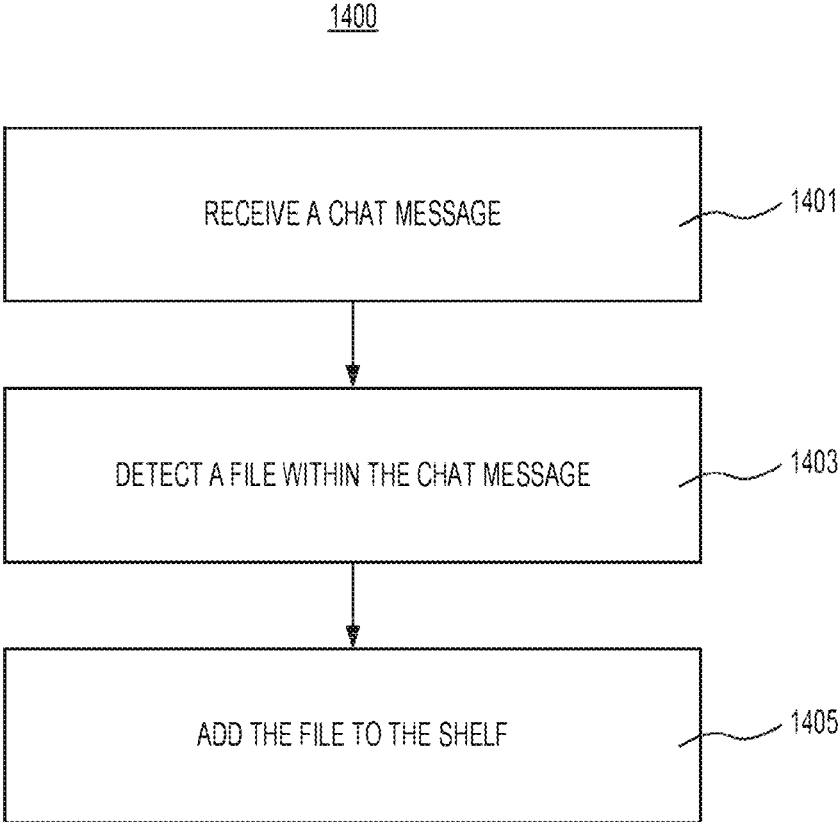 1400
RECEIVE A CHAT MESSAGE
1401
DETECT A FILE WITHIN THE CHAT MESSAGE
1403
ADD THE FILE TO THE SHELF
1405